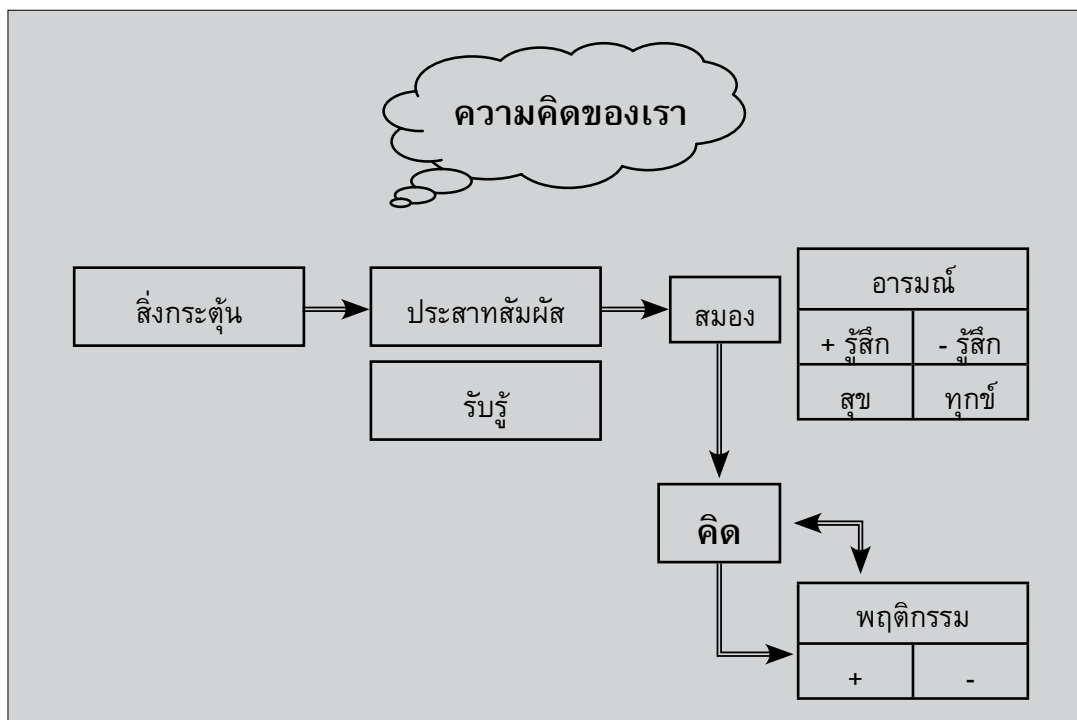 ความคิดของเรา
สิ่งกระตุ้น
ประสาทสัมผัส
รับรู้
สมอง
อารมณ์
+ รู้สึก
- รู้สึก
สุข
ทุกข์
คิด
พฤติกรรม
+
-